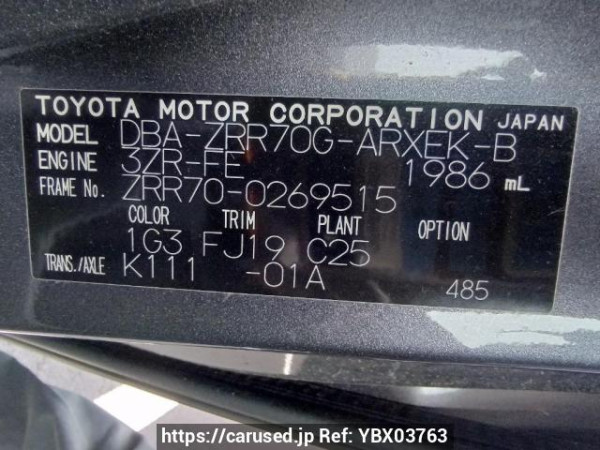 TOYOTA MOTOR CORPORATION JAPAN
MODEL DBA-ZRR70G-ARXEK-B
ENGINE 3ZR-FE 1986 mL
FRAME No. ZRR70-0269515
COLOR TRIM PLANT OPTION
1G3 FJ19 C25
TRANS./AXLE K111 -01A
485
https://carused.jp Ref: YBX03763